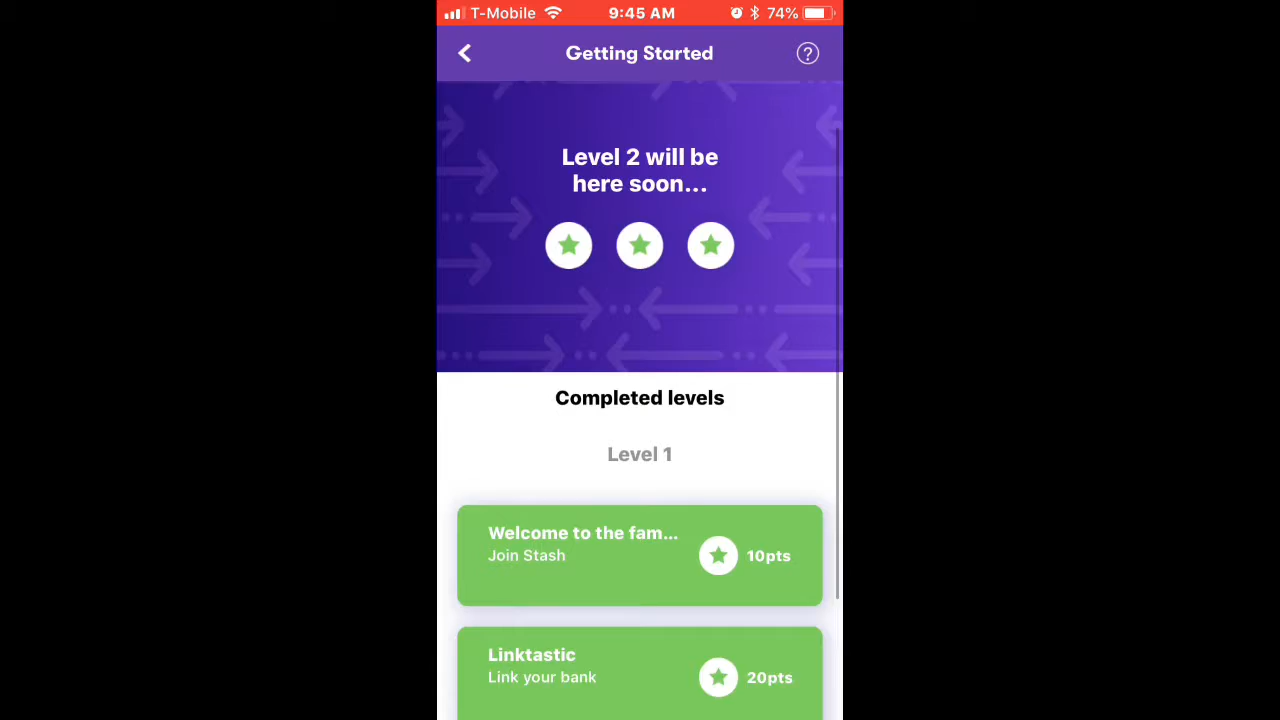 T-Mobile 9:45 AM 74%
Getting Started ?
Level 2 will be
here soon...
Completed levels
Level 1
Welcome to the fam...
Join Stash
10pts
Linktastic
Link your bank
20pts